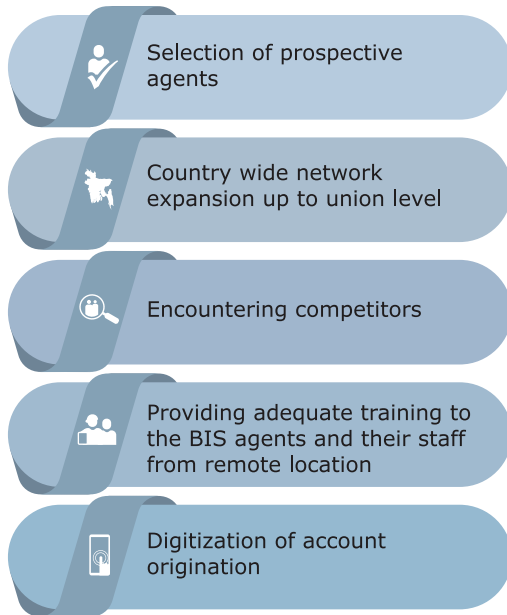 Selection of prospective
agents
Country wide network
expansion up to union level
Encountering competitors
Providing adequate training to
the BIS agents and their staff
from remote location
Digitization of account
origination